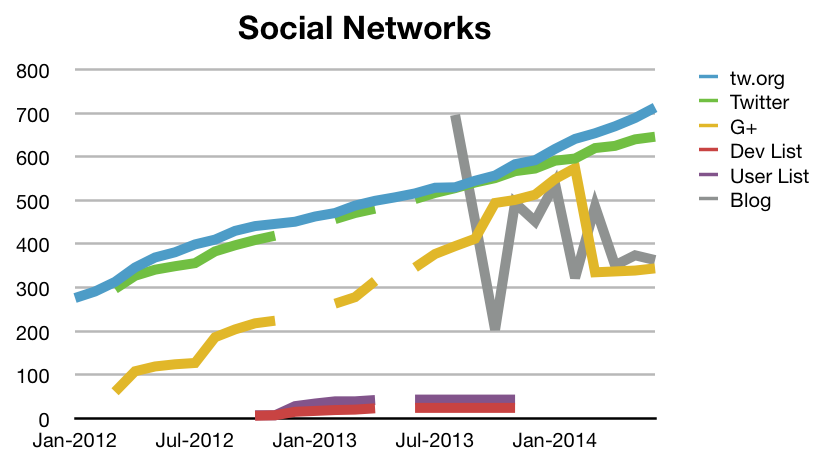 Social Networks
800
700
600
500
400
300
200
100
0
Jan-2012 Jul-2012 Jan-2013 Jul-2013 Jan-2014
tw.org
Twitter
G+
Dev List
User List
Blog